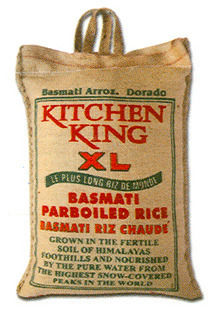 Basmati Arroz. Dorado
KITCHEN
KING
XL
LE PLUS LONG RIZ DE MONDE
BASMATI
PARBOILED RICE
BASMATI RIZ CHAUDE
GROWN IN THE FERTILE
SOIL OF HIMALAYAS
FOOTHILLS AND NOURISHED
BY THE PURE WATER FROM
THE HIGHEST SNOW-COVERED
PEAKS IN THE WORLD